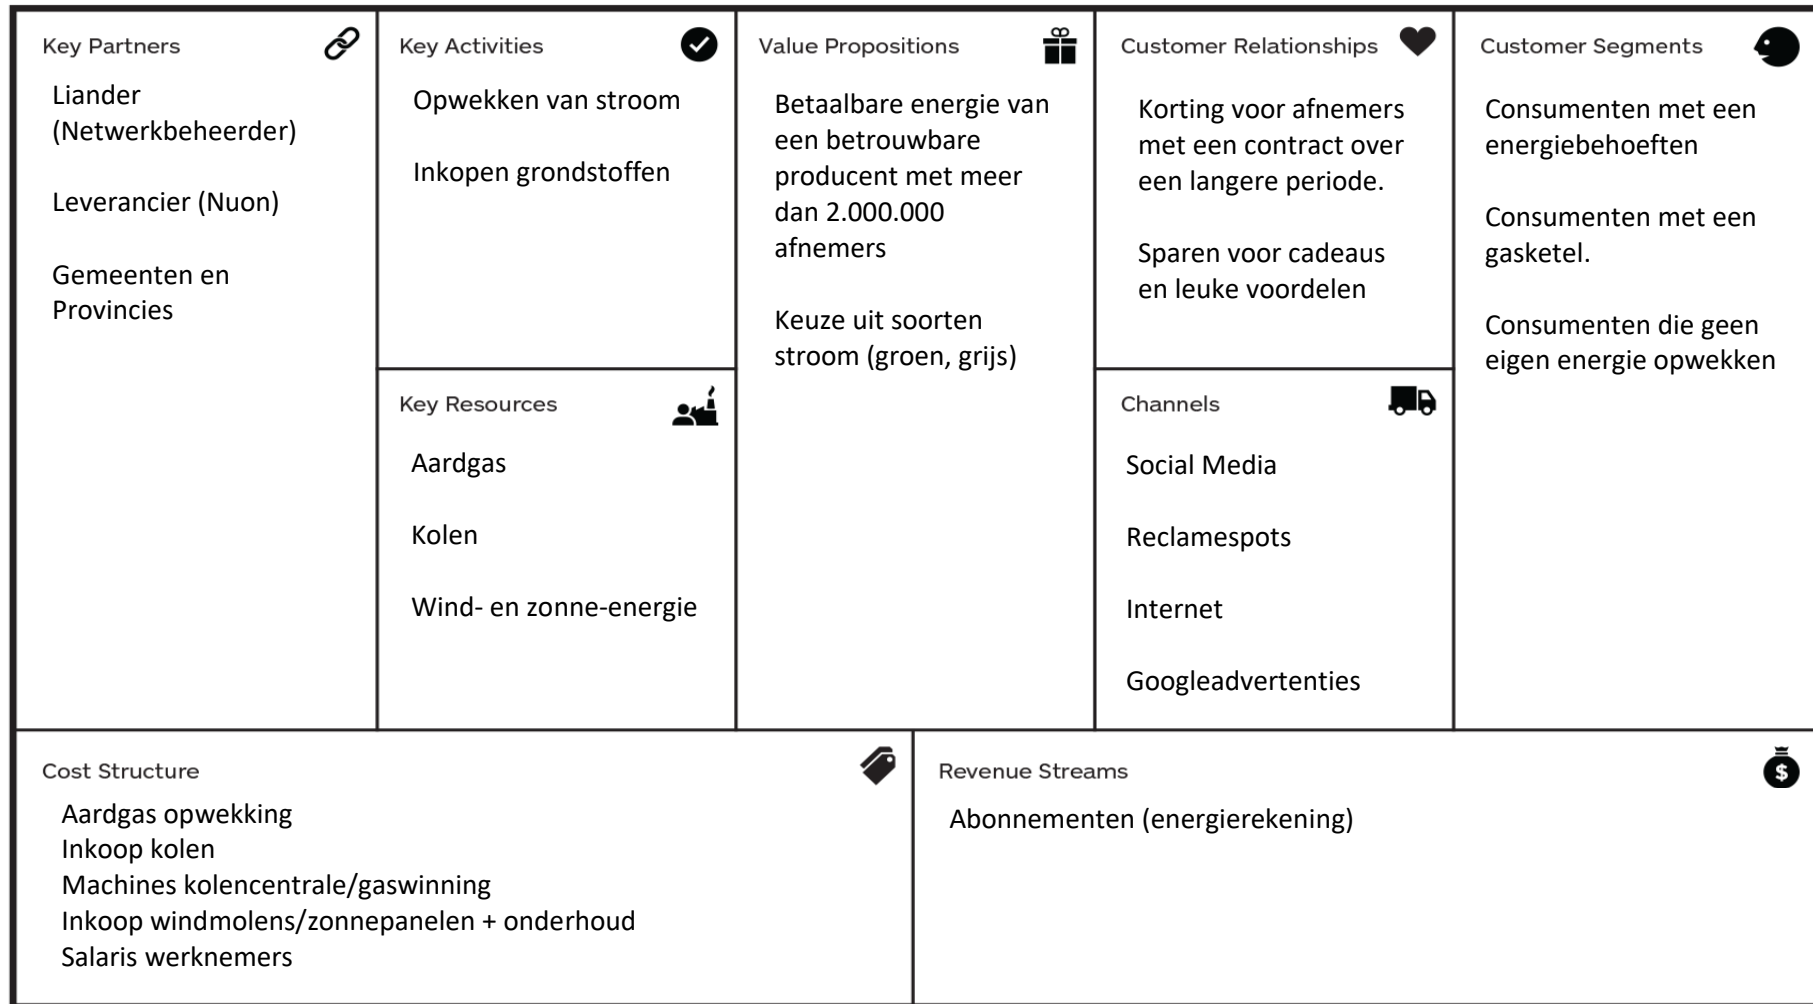 Key Partners
Liander
(Netwerkbeheerder)
Leverancier (Nuon)
Gemeenten en
Provincies
Key Activities
Opwekken van stroom
Inkopen grondstoffen
Key Resources
Aardgas
Kolen
Wind- en zonne-energie
Value Propositions
Betaalbare energie van
een betrouwbare
producent met meer
dan 2.000.000
afnemers
Keuze uit soorten
stroom (groen, grijs)
Customer Relationships
Korting voor afnemers
met een contract over
een langere periode.
Sparen voor cadeaus
en leuke voordelen
Channels
Social Media
Reclamespots
Internet
Googleadvertenties
Customer Segments
Consumenten met een
energiebehoeften
Consumenten met een
gasketel.
Consumenten die geen
eigen energie opwekken
Cost Structure
Aardgas opwekking
Inkoop kolen
Machines kolencentrale/gaswinning
Inkoop windmolens/zonnepanelen + onderhoud
Salaris werknemers
Revenue Streams
$
Abonnementen (energierekening)